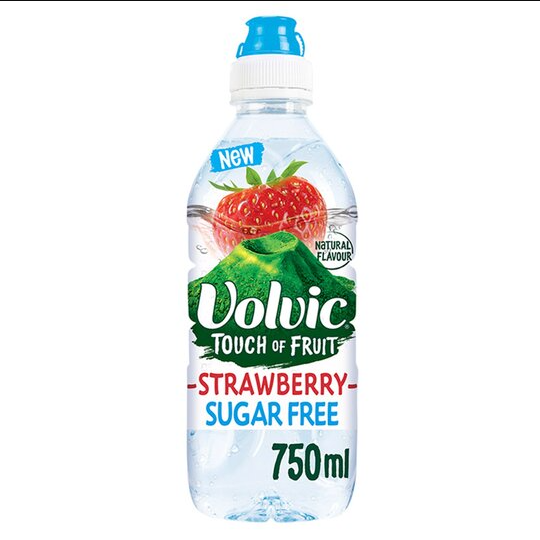 New
NATURAL
FLAVOUR
Volvic®
TOUCH OF FRUIT
-STRAWBERRY-
SUGAR FREE
750ml